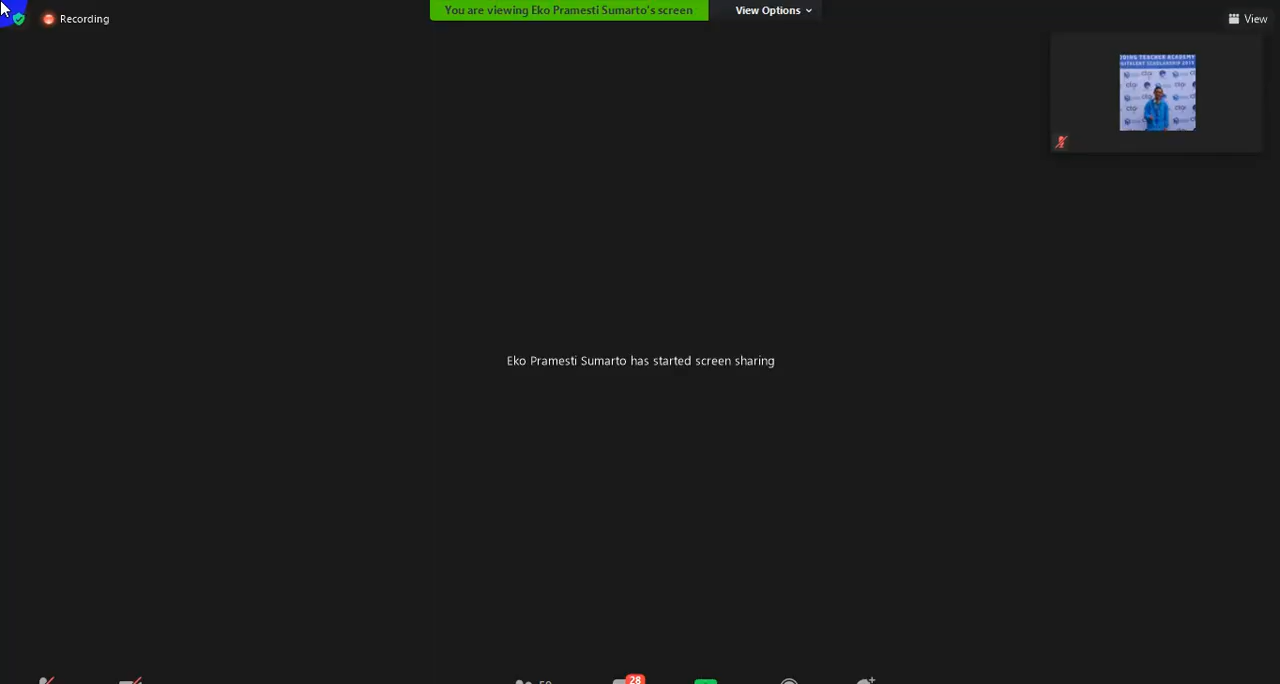 Recording
You are viewing Eko Pramesti Sumarto's screen
View Options
View
Eko Pramesti Sumarto has started screen sharing
28